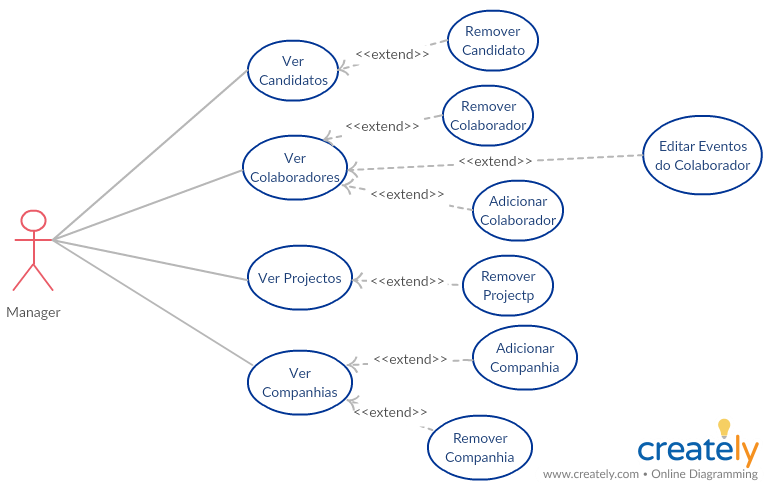 Remover
Candidato
<<extend>>
Ver
Candidatos
Remover
Colaborador
<<extend>>
Editar Eventos
do Colaborador
Ver
Colaboradores
<<extend>>
<<extend>>
Adicionar
Colaborador
Ver Projectos
<<extend>>
Remover
Projectp
Manager
Adicionar
Companhia
<<extend>>
Ver
Companhias
<<extend>>
Remover
Companhia
creately
www.creately.com • Online Diagramming